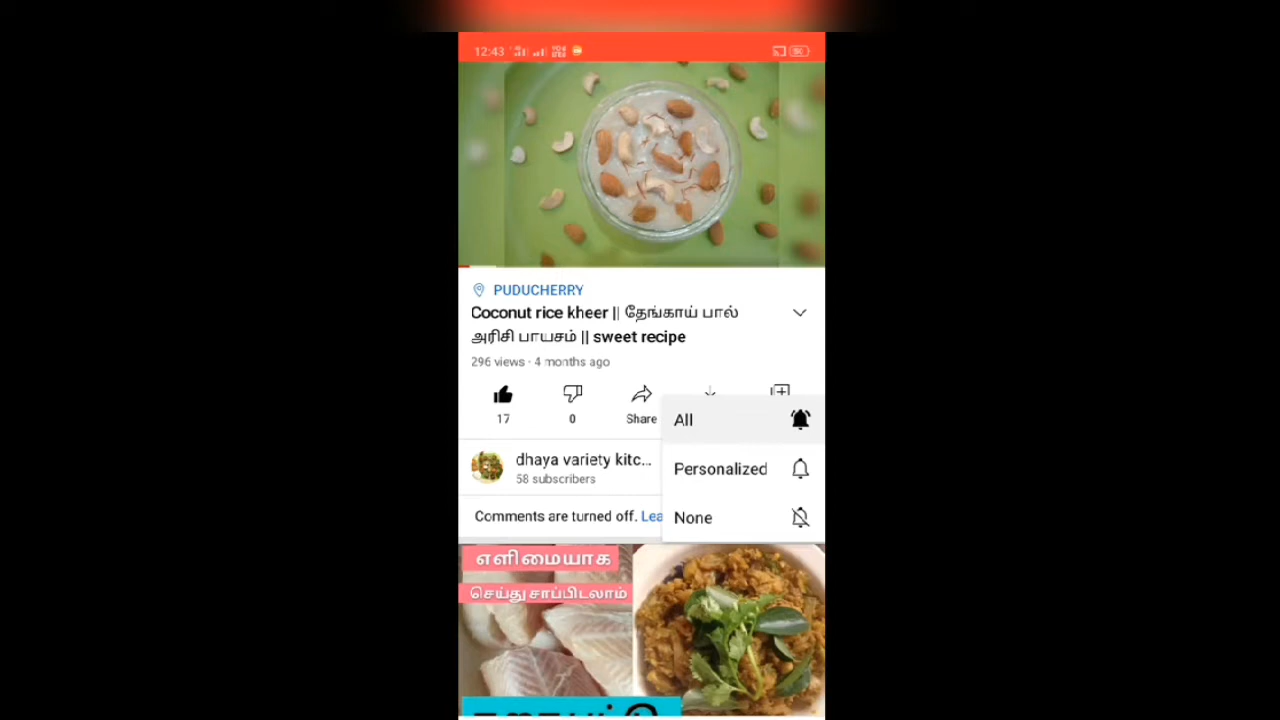 12:43
PUDUCHERRY
Coconut rice kheer || தேங்காய் பால்
அரிசி பாயசம் || sweet recipe
296 views · 4 months ago
17
0
Share
All
dhaya variety kitc...
58 subscribers
Personalized
Comments are turned off. Lea
None
எளிமையாக
செய்து சாப்பிடலாம்